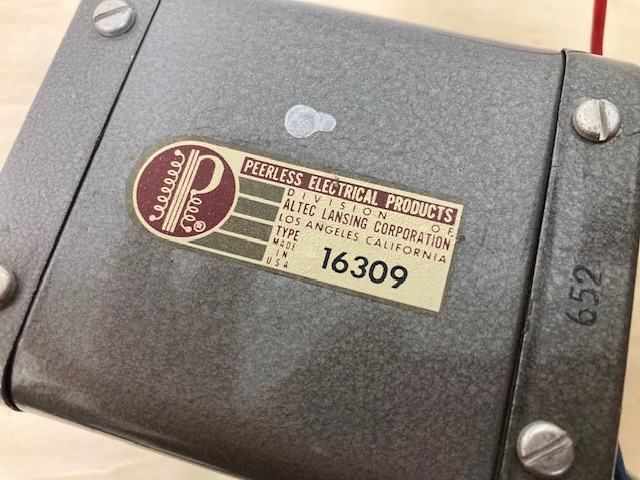 P
®
PEERLESS ELECTRICAL PRODUCTS
DIVISION OF
ALTEC LANSING CORPORATION
LOS ANGELES CALIFORNIA
TYPE 16309
MADE
IN
USA
652